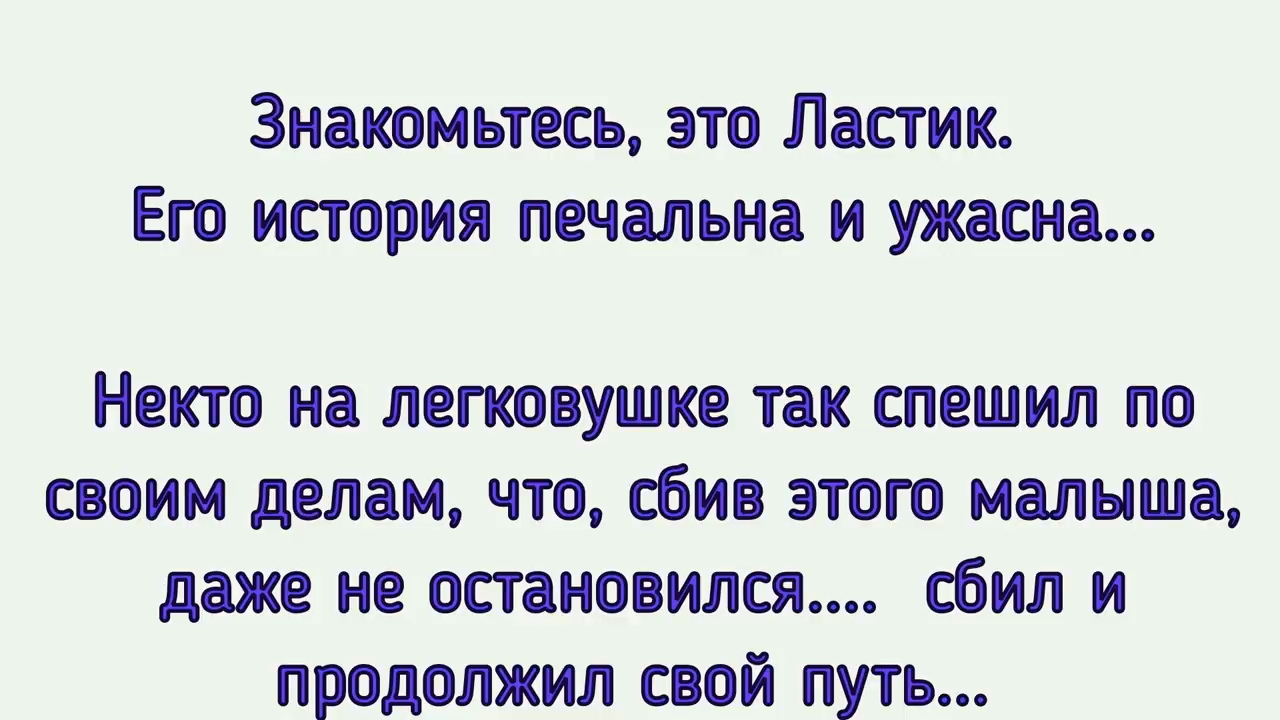 Знакомьтесь, это Ластик.
Его история печальна и ужасна...
Некто на легковушке так спешил по
своим делам, что, сбив этого малыша,
даже не остановился.... сбил и
продолжил свой путь...